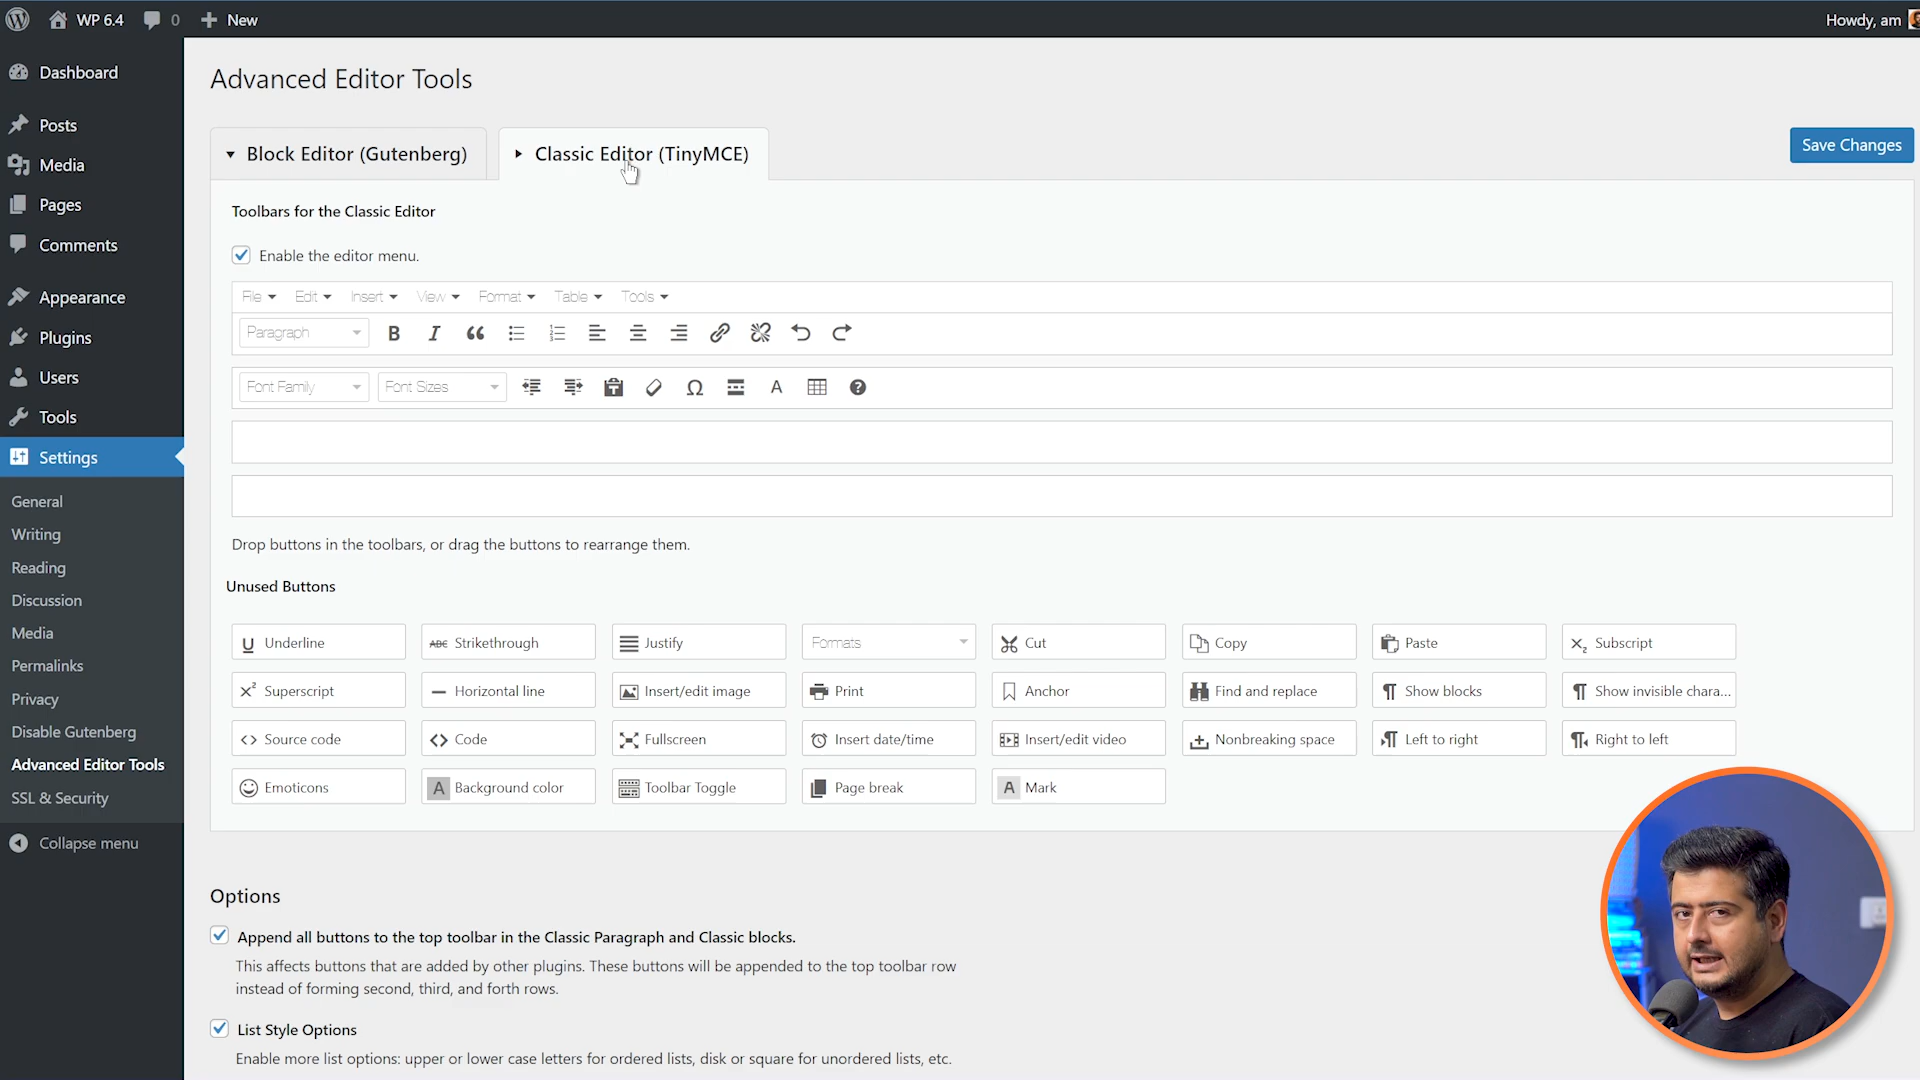 WP 6.4
0
New
Howdy, am
Dashboard
Posts
Media
Pages
Comments
Appearance
Plugins
Users
Tools
Settings
General
Writing
Reading
Discussion
Media
Permalinks
Privacy
Disable Gutenberg
Advanced Editor Tools
SSL & Security
Collapse menu
Advanced Editor Tools
Block Editor (Gutenberg)
Classic Editor (TinyMCE)
Save Changes
Toolbars for the Classic Editor
Enable the editor menu.
File Edit Insert View Format Table Tools
Paragraph B I
Font Family Font Sizes Ω A
Drop buttons in the toolbars, or drag the buttons to rearrange them.
Unused Buttons
U Underline ABC Strikethrough Justify Formats Cut Copy Paste X₂ Subscript
X² Superscript Horizontal line Insert/edit image Print Anchor Find and replace ¶ Show blocks ¶ Show invisible chara...
<> Source code <> Code Fullscreen Insert date/time Insert/edit video Nonbreaking space Left to right Right to left
Emoticons A Background color Toolbar Toggle Page break A Mark
Options
Append all buttons to the top toolbar in the Classic Paragraph and Classic blocks.
This affects buttons that are added by other plugins. These buttons will be appended to the top toolbar row
instead of forming second, third, and forth rows.
List Style Options
Enable more list options: upper or lower case letters for ordered lists, disk or square for unordered lists, etc.